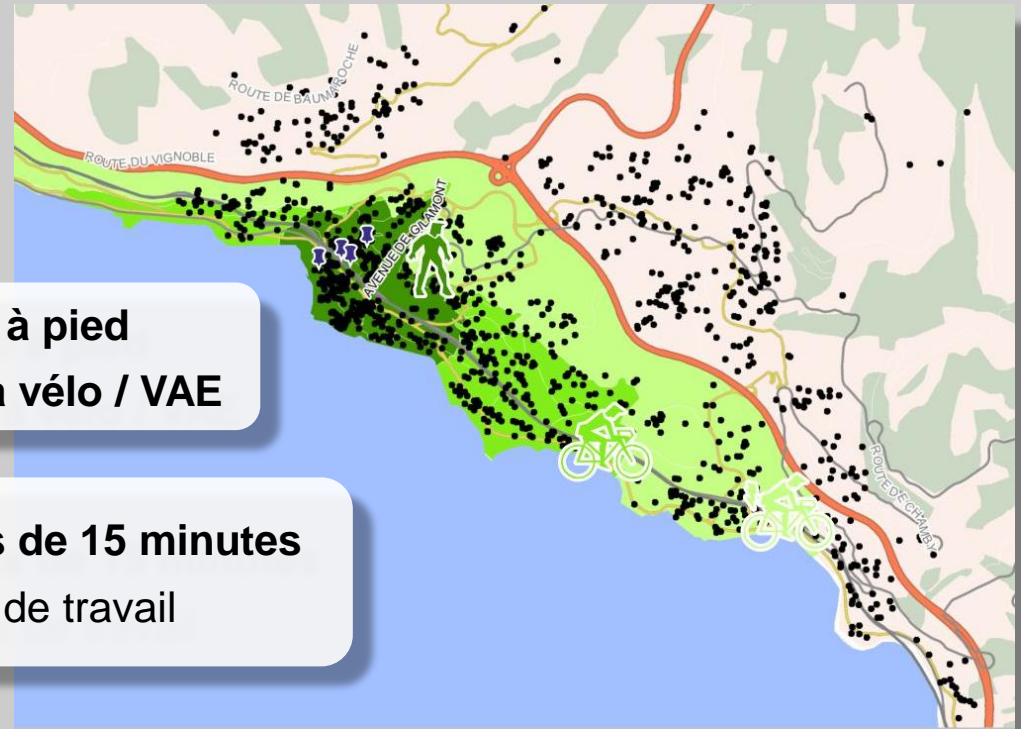 ROUTE DE BAUMAROCHE
ROUTE DU VIGNOBLE
AVENUE DE GILAMONT
à pied
vélo / VAE
de 15 minutes
de travail
ROUTE DE CHAMBY